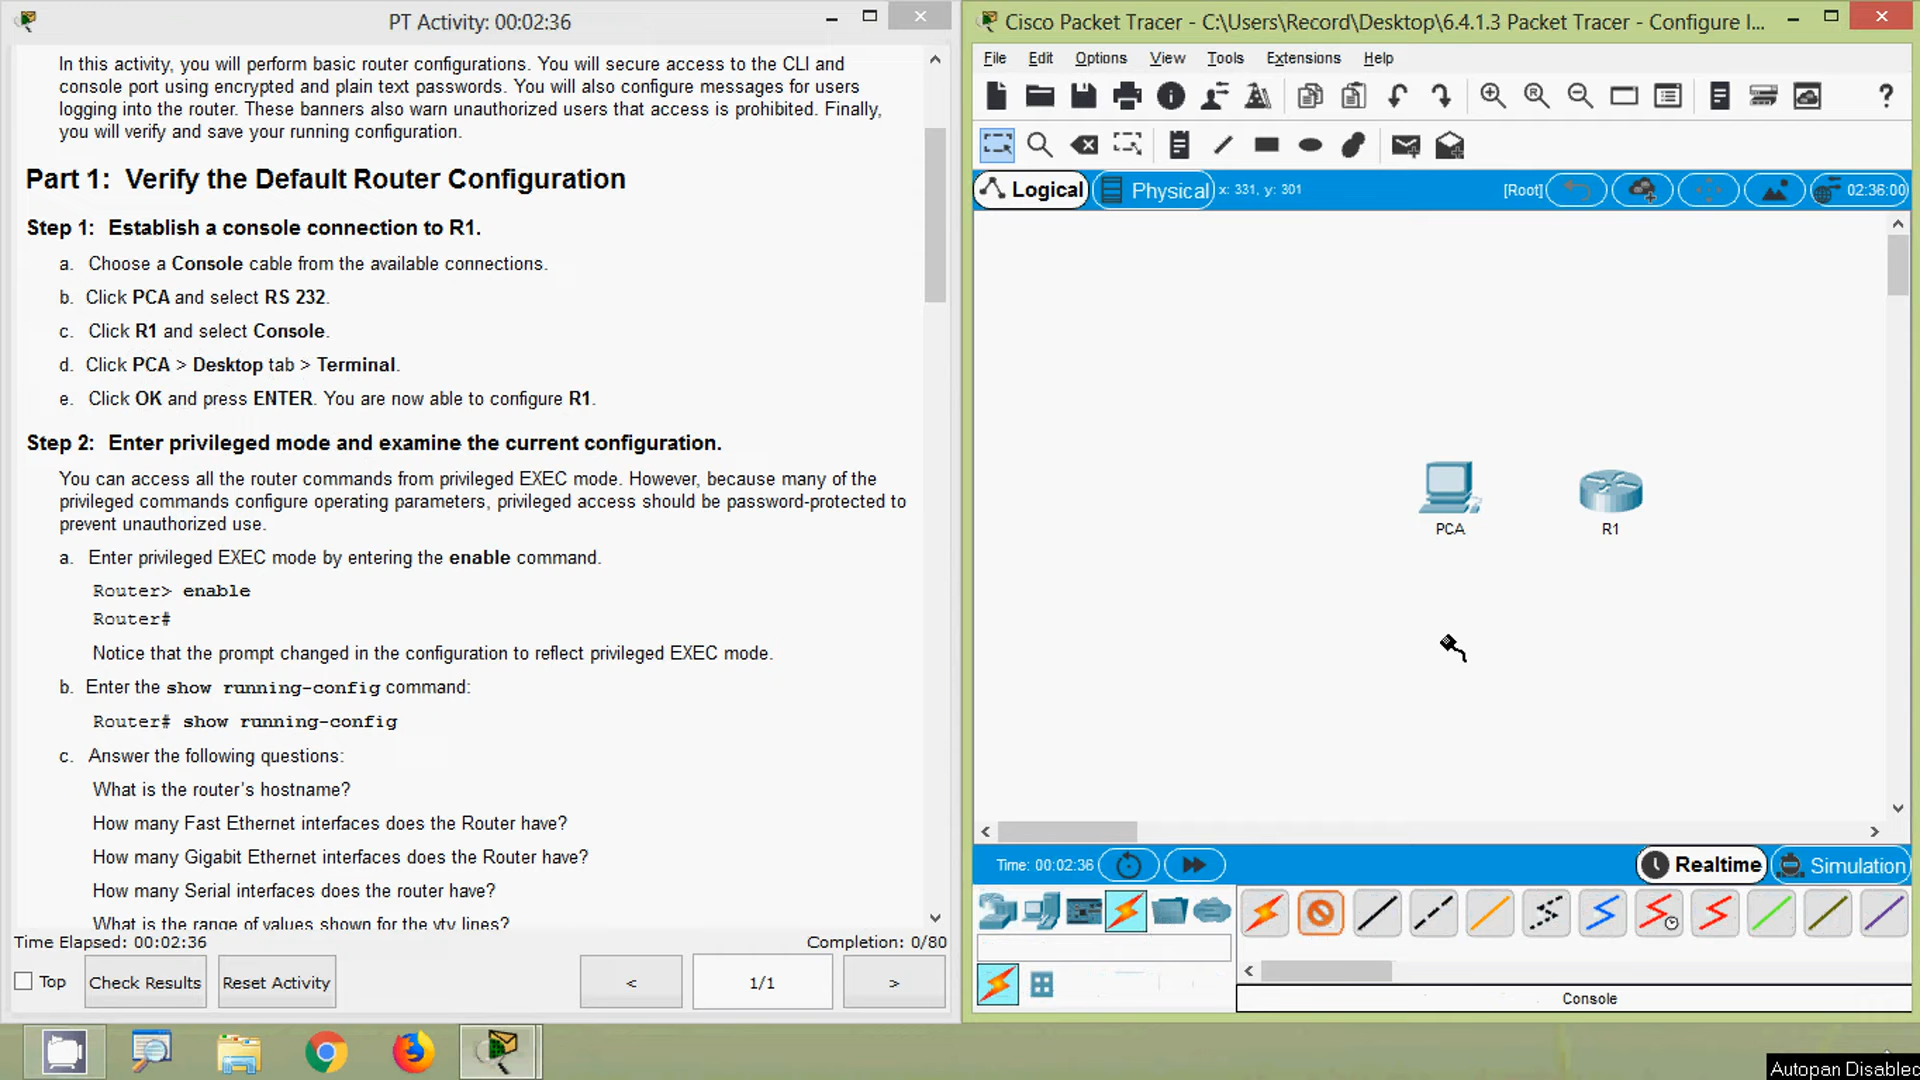 PT Activity: 00:02:36
In this activity, you will perform basic router configurations. You will secure access to the CLI and
console port using encrypted and plain text passwords. You will also configure messages for users
logging into the router. These banners also warn unauthorized users that access is prohibited. Finally,
you will verify and save your running configuration.
Part 1: Verify the Default Router Configuration
Step 1: Establish a console connection to R1.
a. Choose a Console cable from the available connections.
b. Click PCA and select RS 232.
c. Click R1 and select Console.
d. Click PCA > Desktop tab > Terminal.
e. Click OK and press ENTER. You are now able to configure R1.
Step 2: Enter privileged mode and examine the current configuration.
You can access all the router commands from privileged EXEC mode. However, because many of the
privileged commands configure operating parameters, privileged access should be password-protected to
prevent unauthorized use.
a. Enter privileged EXEC mode by entering the enable command.
Router> enable
Router#
Notice that the prompt changed in the configuration to reflect privileged EXEC mode.
b. Enter the show running-config command:
Router# show running-config
c. Answer the following questions:
What is the router's hostname?
How many Fast Ethernet interfaces does the Router have?
How many Gigabit Ethernet interfaces does the Router have?
How many Serial interfaces does the router have?
What is the range of values shown for the vty lines?
Time Elapsed: 00:02:36
Completion: 0/80
Top
Check Results
Reset Activity
<
1/1
>
Cisco Packet Tracer - C:\Users\Record\Desktop\6.4.1.3 Packet Tracer - Configure I...
File Edit Options View Tools Extensions Help
Logical
Physical
x: 331, y: 301
[Root]
02:36:00
PCA
R1
Time: 00:02:36
Realtime
Simulation
Console
Autopan Disabled